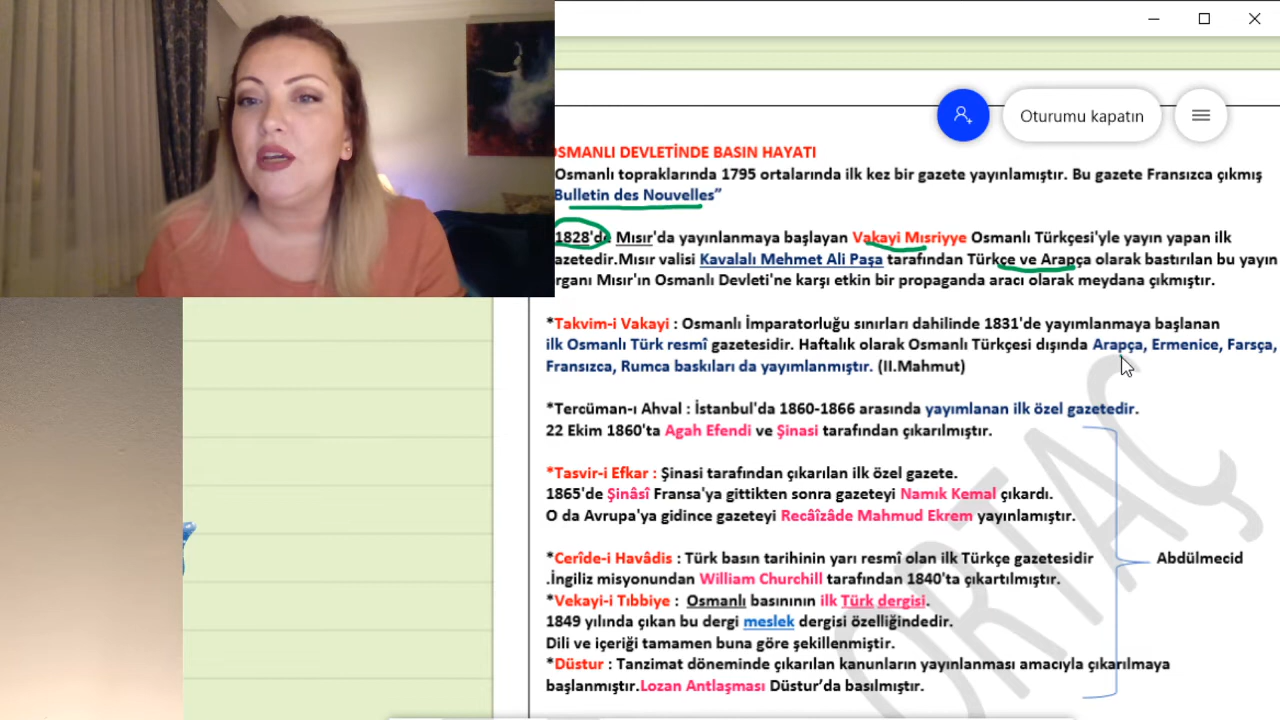 Oturumu kapatın
OSMANLI DEVLETİNDE BASIN HAYATI
Osmanlı topraklarında 1795 ortalarında ilk kez bir gazete yayınlamıştır. Bu gazete Fransızca çıkmış
Bulletin des Nouvelles”
1828'de Mısır'da yayınlanmaya başlayan Vakayi Mısriyye Osmanlı Türkçesi'yle yayın yapan ilk
gazetedir.Mısır valisi Kavalalı Mehmet Ali Paşa tarafından Türkçe ve Arapça olarak bastırılan bu yayın
organı Mısır'ın Osmanlı Devleti'ne karşı etkin bir propaganda aracı olarak meydana çıkmıştır.
*Takvim-i Vakayi : Osmanlı İmparatorluğu sınırları dahilinde 1831'de yayımlanmaya başlanan
ilk Osmanlı Türk resmî gazetesidir. Haftalık olarak Osmanlı Türkçesi dışında Arapça, Ermenice, Farsça,
Fransızca, Rumca baskıları da yayımlanmıştır. (II.Mahmut)
*Tercüman-ı Ahval : İstanbul'da 1860-1866 arasında yayımlanan ilk özel gazetedir.
22 Ekim 1860'ta Agah Efendi ve Şinasi tarafından çıkarılmıştır.
*Tasvir-i Efkar : Şinasi tarafından çıkarılan ilk özel gazete.
1865'de Şinâsî Fransa'ya gittikten sonra gazeteyi Namık Kemal çıkardı.
O da Avrupa'ya gidince gazeteyi Recâîzâde Mahmud Ekrem yayınlamıştır.
*Cerîde-i Havâdis : Türk basın tarihinin yarı resmî olan ilk Türkçe gazetesidir
.İngiliz misyonundan William Churchill tarafından 1840'ta çıkartılmıştır.
Abdülmecid
*Vekayi-i Tıbbiye : Osmanlı basınının ilk Türk dergisi.
1849 yılında çıkan bu dergi meslek dergisi özelliğindedir.
Dili ve içeriği tamamen buna göre şekillenmiştir.
*Düstur : Tanzimat döneminde çıkarılan kanunların yayınlanması amacıyla çıkarılmaya
başlanmıştır.Lozan Antlaşması Düstur’da basılmıştır.
ORTAÇ